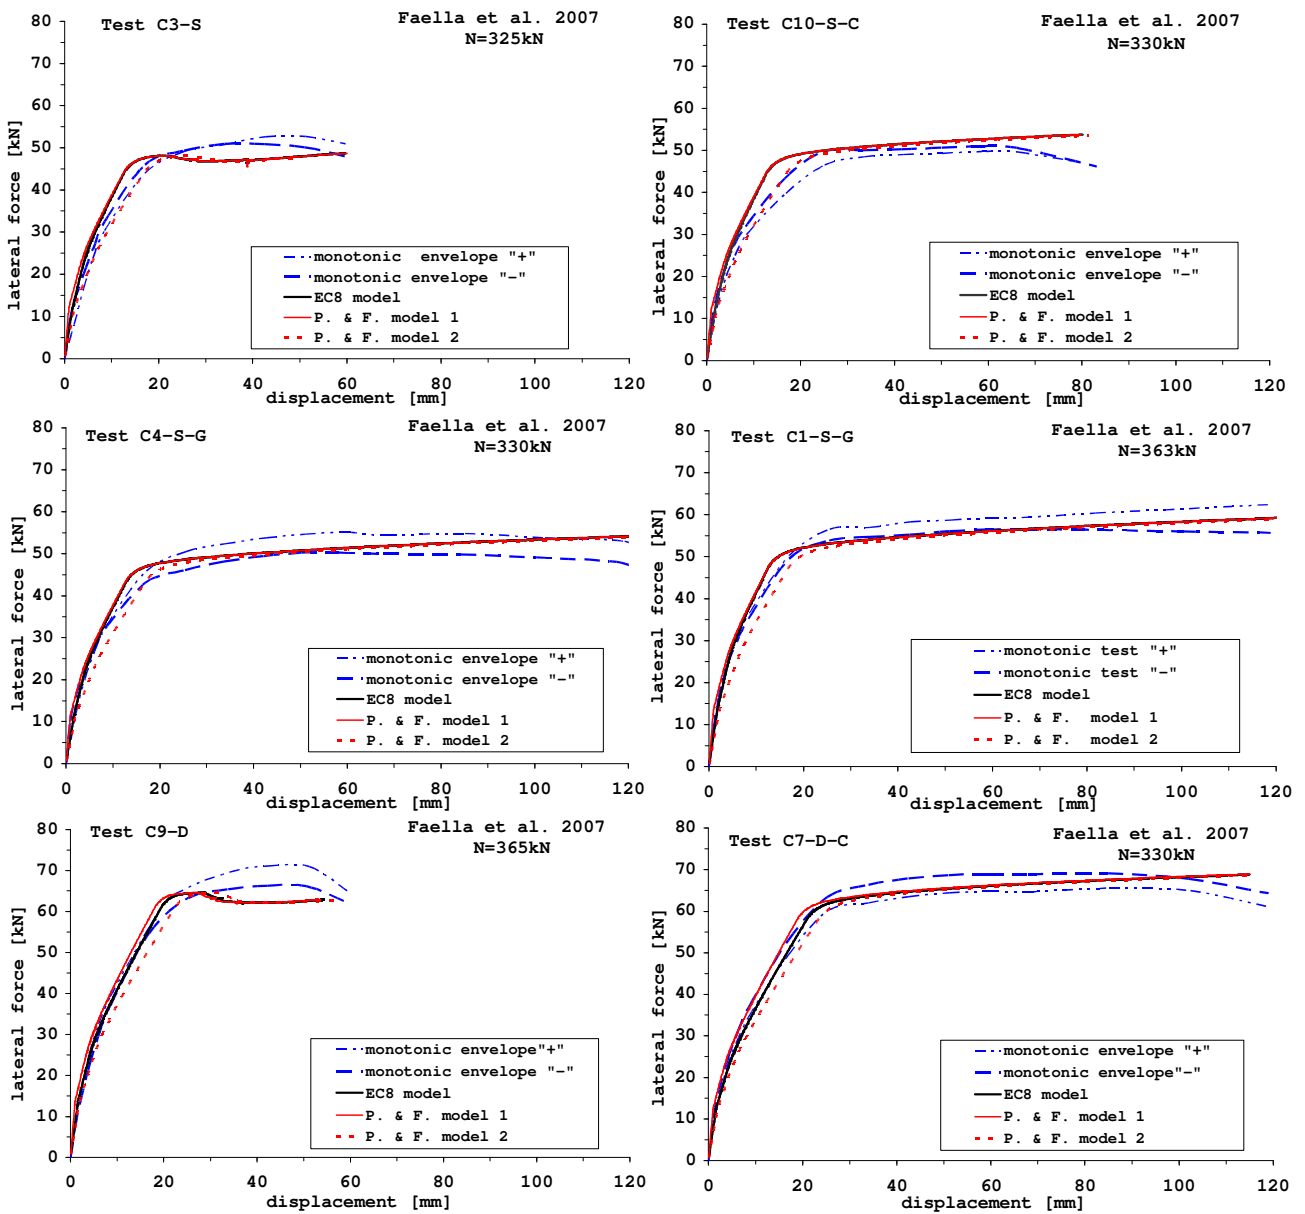 Test C3-S
Faella et al. 2007
N=325kN
lateral force [kN]
80
70
60
50
40
30
20
10
0
monotonic envelope "+"
monotonic envelope "-"
EC8 model
P. & F. model 1
P. & F. model 2
0 20 40 60 80 100 120
displacement [mm]
Test C10-S-C
Faella et al. 2007
N=330kN
lateral force [kN]
80
70
60
50
40
30
20
10
0
monotonic envelope "+"
monotonic envelope "-"
EC8 model
P. & F. model 1
P. & F. model 2
0 20 40 60 80 100 120
displacement [mm]
Test C4-S-G
Faella et al. 2007
N=330kN
lateral force [kN]
80
70
60
50
40
30
20
10
0
monotonic envelope "+"
monotonic envelope "-"
EC8 model
P. & F. model 1
P. & F. model 2
0 20 40 60 80 100 120
displacement [mm]
Test C1-S-G
Faella et al. 2007
N=363kN
lateral force [kN]
80
70
60
50
40
30
20
10
0
monotonic test "+"
monotonic test "-"
EC8 model
P. & F. model 1
P. & F. model 2
0 20 40 60 80 100 120
displacement [mm]
Test C9-D
Faella et al. 2007
N=365kN
lateral force [kN]
80
70
60
50
40
30
20
10
0
monotonic envelope"+"
monotonic envelope "-"
EC8 model
P. & F. model 1
P. & F. model 2
0 20 40 60 80 100 120
displacement [mm]
Test C7-D-C
Faella et al. 2007
N=330kN
lateral force [kN]
80
70
60
50
40
30
20
10
0
monotonic envelope "+"
monotonic envelope"-"
EC8 model
P. & F. model 1
P. & F. model 2
0 20 40 60 80 100 120
displacement [mm]